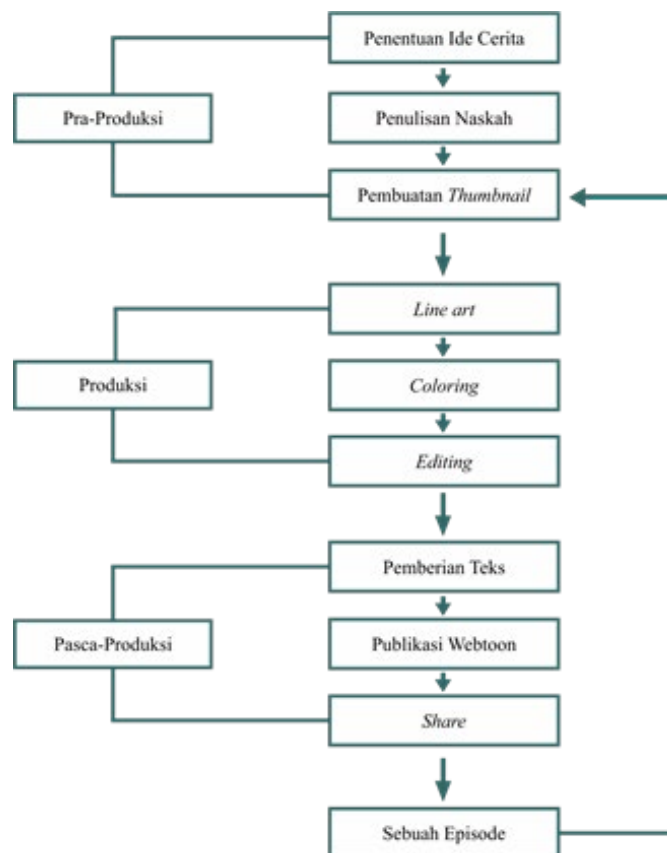 Penentuan Ide Cerita
Pra-Produksi
Penulisan Naskah
Pembuatan Thumbnail
Line art
Produksi
Coloring
Editing
Pemberian Teks
Pasca-Produksi
Publikasi Webtoon
Share
Sebuah Episode